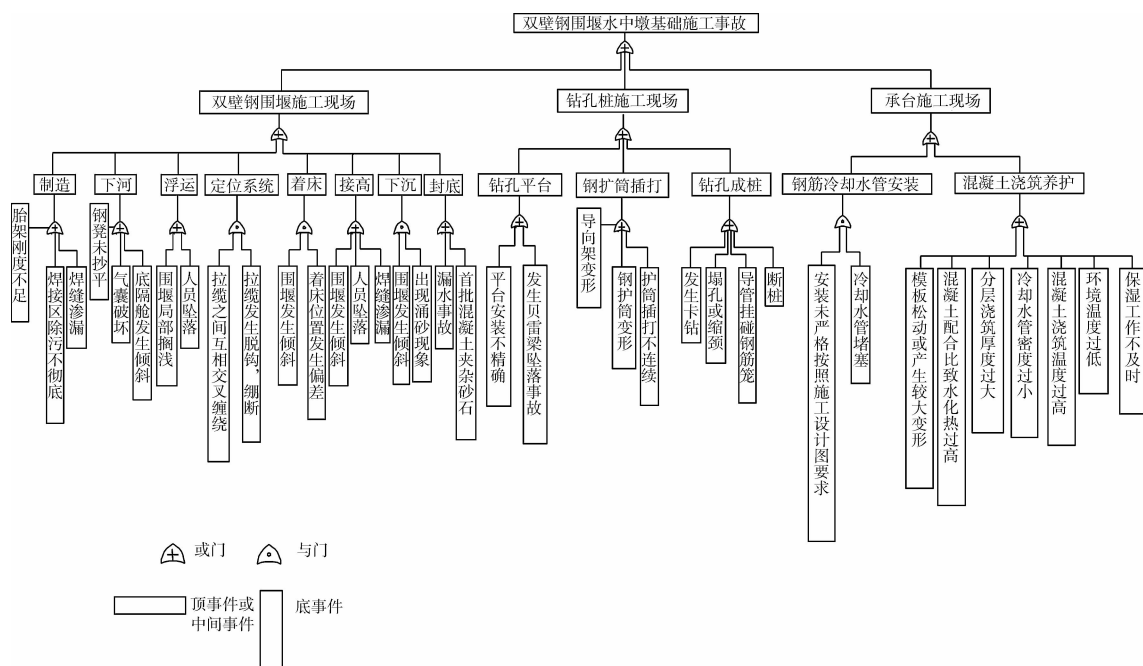 双壁钢围堰水中墩基础施工事故
双壁钢围堰施工现场
钻孔桩施工现场
承台施工现场
制造
下河
浮运
定位系统
着床
接高
下沉
封底
钻孔平台
钢扩筒插打
钻孔成桩
钢筋冷却水管安装
混凝土浇筑养护
胎架刚度不足
焊接区除污不彻底
焊缝渗漏
钢凳未抄平
气囊破坏
底隔舱发生倾斜
围堰局部搁浅
人员坠落
拉缆之间互相交叉缠绕
拉缆发生脱钩，绷断
围堰发生倾斜
着床位置发生偏差
围堰发生倾斜
人员坠落
焊缝渗漏
围堰发生倾斜
出现涌砂现象
漏水事故
首批混凝土夹杂砂石
平台安装不精确
发生贝雷梁坠落事故
导向架变形
钢护筒变形
护筒插打不连续
发生卡钻
塌孔或缩颈
导管挂碰钢筋笼
断桩
安装未严格按照施工设计图要求
冷却水管堵塞
模板松动或产生较大变形
混凝土配合比致水化热过高
分层浇筑厚度过大
冷却水管密度过小
混凝土浇筑温度过高
环境温度过低
保湿工作不及时
或门
与门
顶事件或
中间事件
底事件